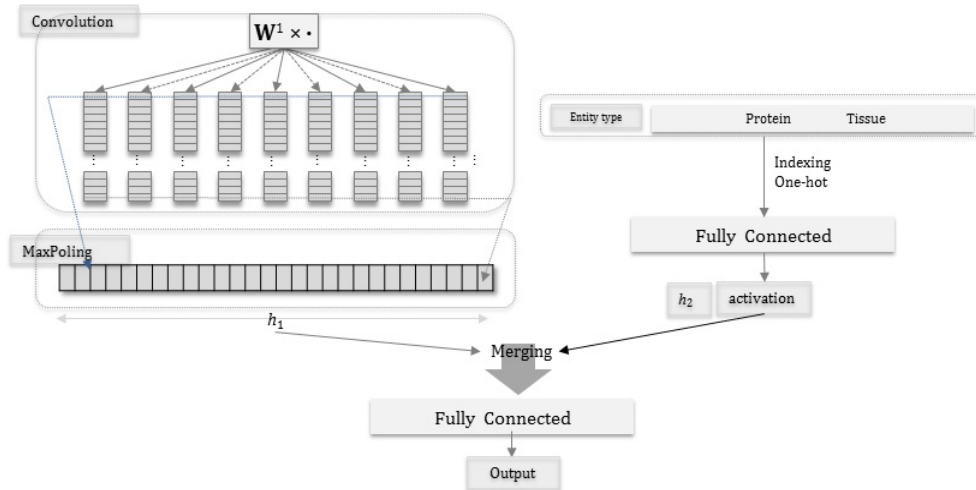 Convolution
W¹ × ·
Entity type
Protein Tissue
Indexing
One-hot
Fully Connected
MaxPoling
h₂
activation
h₁
Merging
Fully Connected
Output